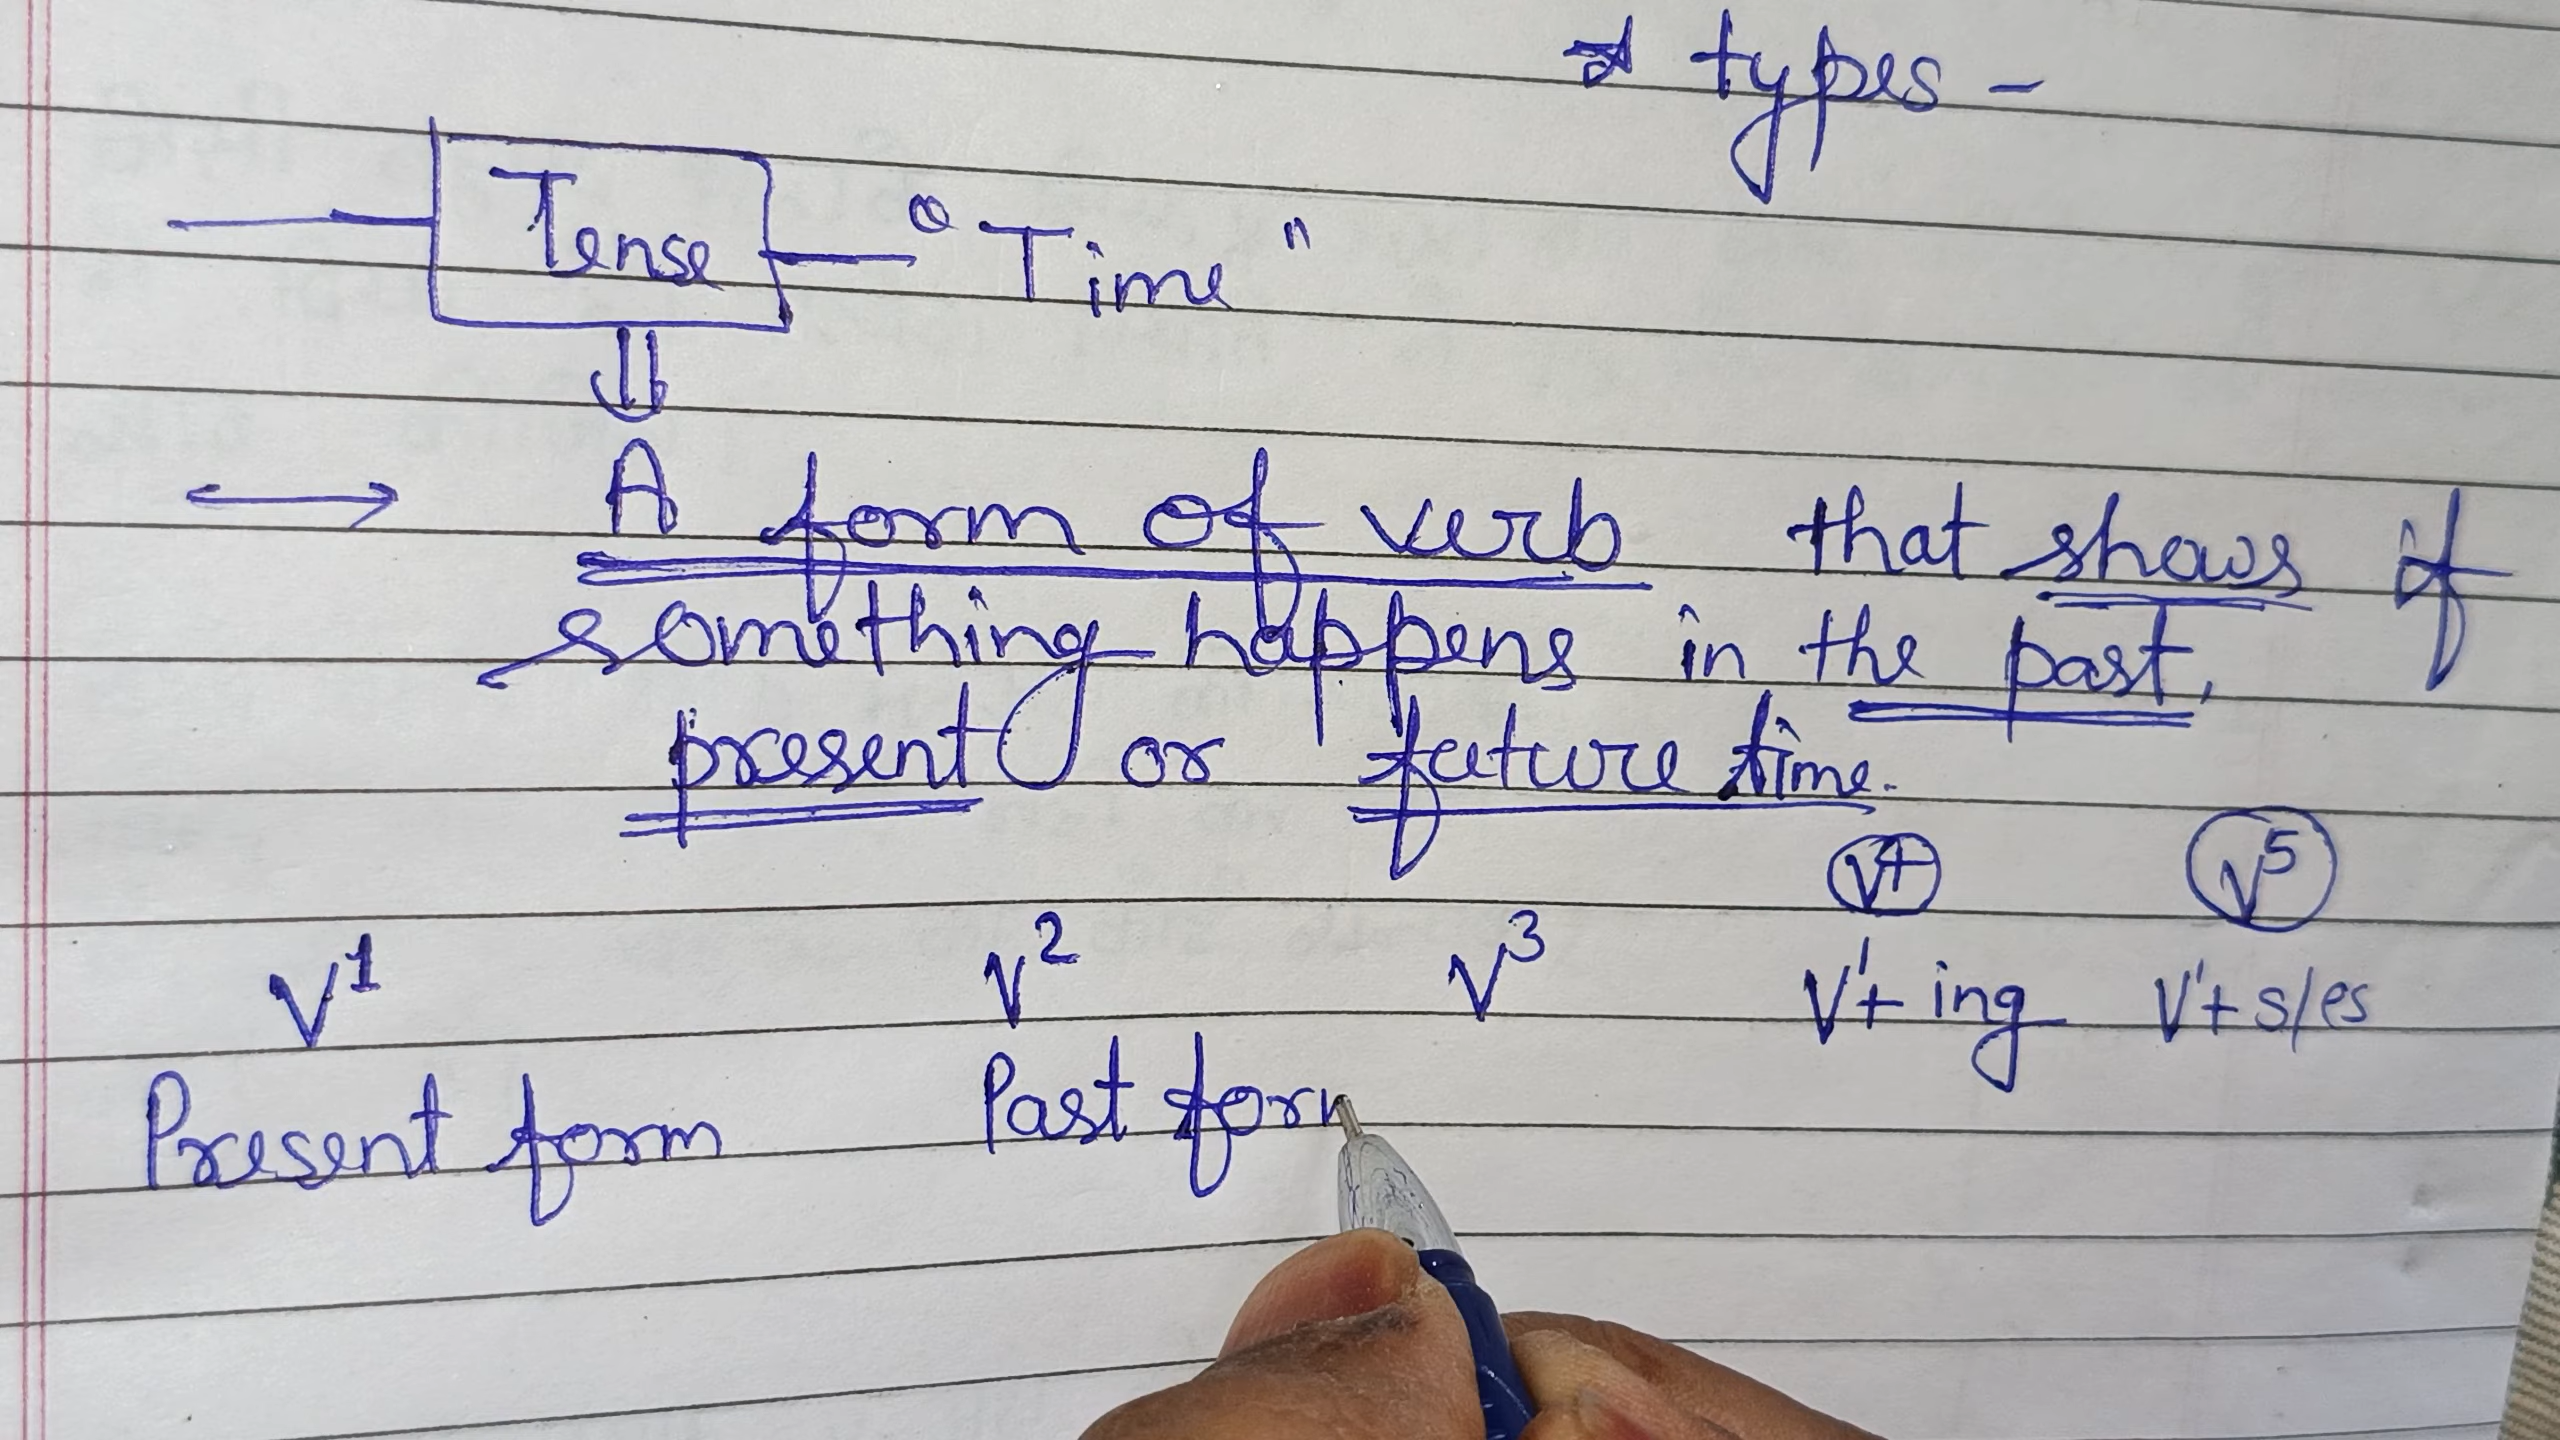 types -
Tense "Time"
A form of verb that shows if
something happens in the past,
present or future time.
V4 V5
V1 V2 V3 V1+ ing V1+ s/es
Present form Past form